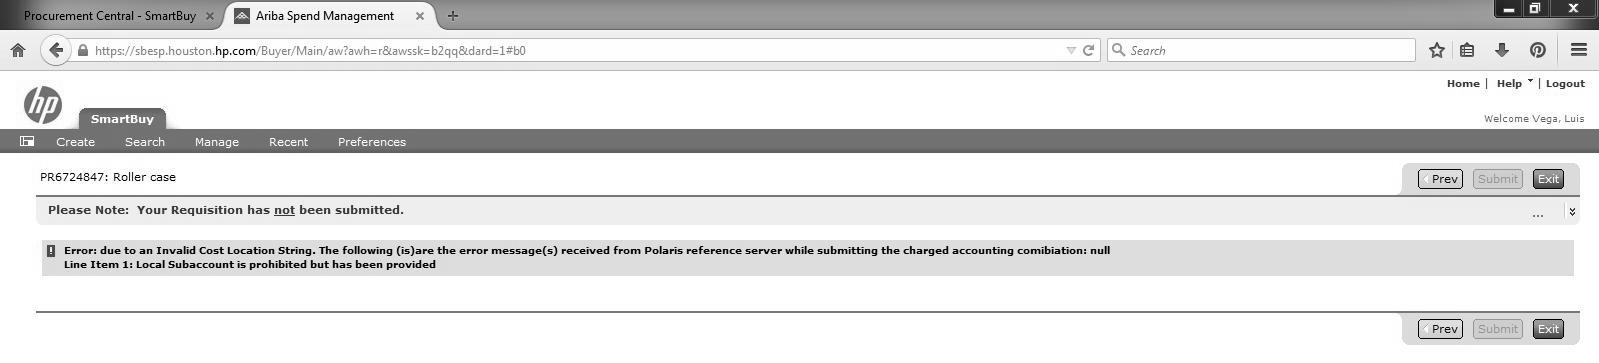 Procurement Central - SmartBuy
Ariba Spend Management
https://sbesp.houston.hp.com/Buyer/Main/aw?awh=r&awssk=b2qq&dard=1#b0
Search
Home | Help | Logout
hp
SmartBuy
Welcome Vega, Luis
Create Search Manage Recent Preferences
PR6724847: Roller case
Prev Submit Exit
Please Note: Your Requisition has not been submitted.
...
Error: due to an Invalid Cost Location String. The following (is)are the error message(s) received from Polaris reference server while submitting the charged accounting comibiation: null
Line Item 1: Local Subaccount is prohibited but has been provided
Prev Submit Exit